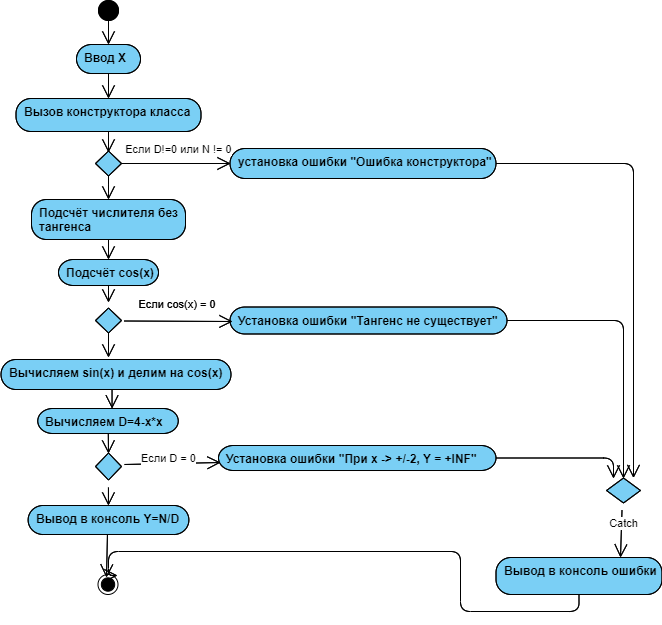 Ввод X
Вызов конструктора класса
Если D!=0 или N != 0
установка ошибки "Ошибка конструктора"
Подсчёт числителя без
тангенса
Подсчёт cos(x)
Если cos(x) = 0
Установка ошибки "Тангенс не существует"
Вычисляем sin(x) и делим на cos(x)
Вычисляем D=4-x*x
Если D = 0
Установка ошибки "При x -> +/-2, Y = +INF"
Catch
Вывод в консоль Y=N/D
Вывод в консоль ошибки